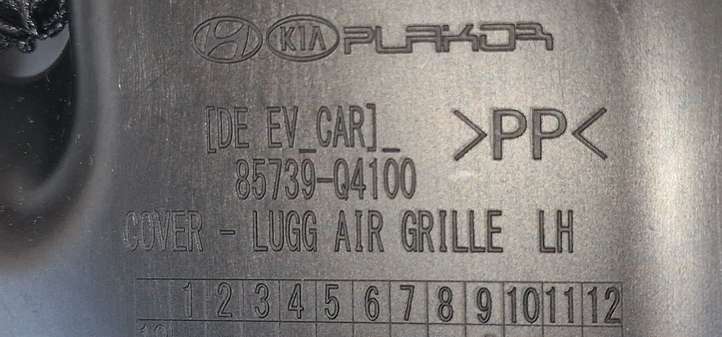 KIA PLAKOR
[DE EV_CAR]_ >PP<
85739-Q4100
COVER - LUGG AIR GRILLE LH
1 2 3 4 5 6 7 8 9 10 11 12